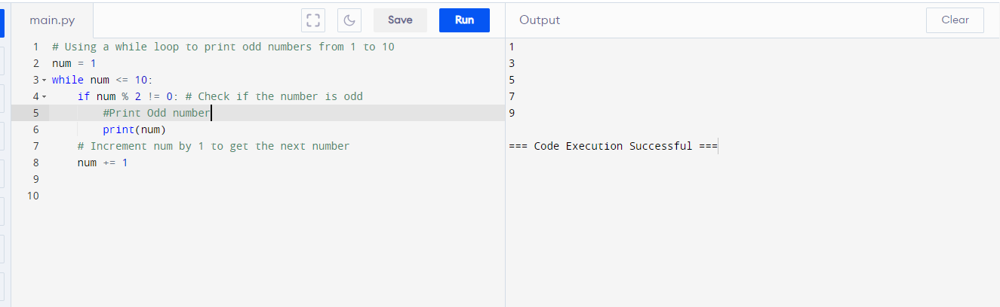 main.py
Save
Run
Output
Clear
1 # Using a while loop to print odd numbers from 1 to 10
2 num = 1
3 while num <= 10:
4     if num % 2 != 0: # Check if the number is odd
5         #Print Odd number
6         print(num)
7     # Increment num by 1 to get the next number
8     num += 1
9
10
1
3
5
7
9
=== Code Execution Successful ===